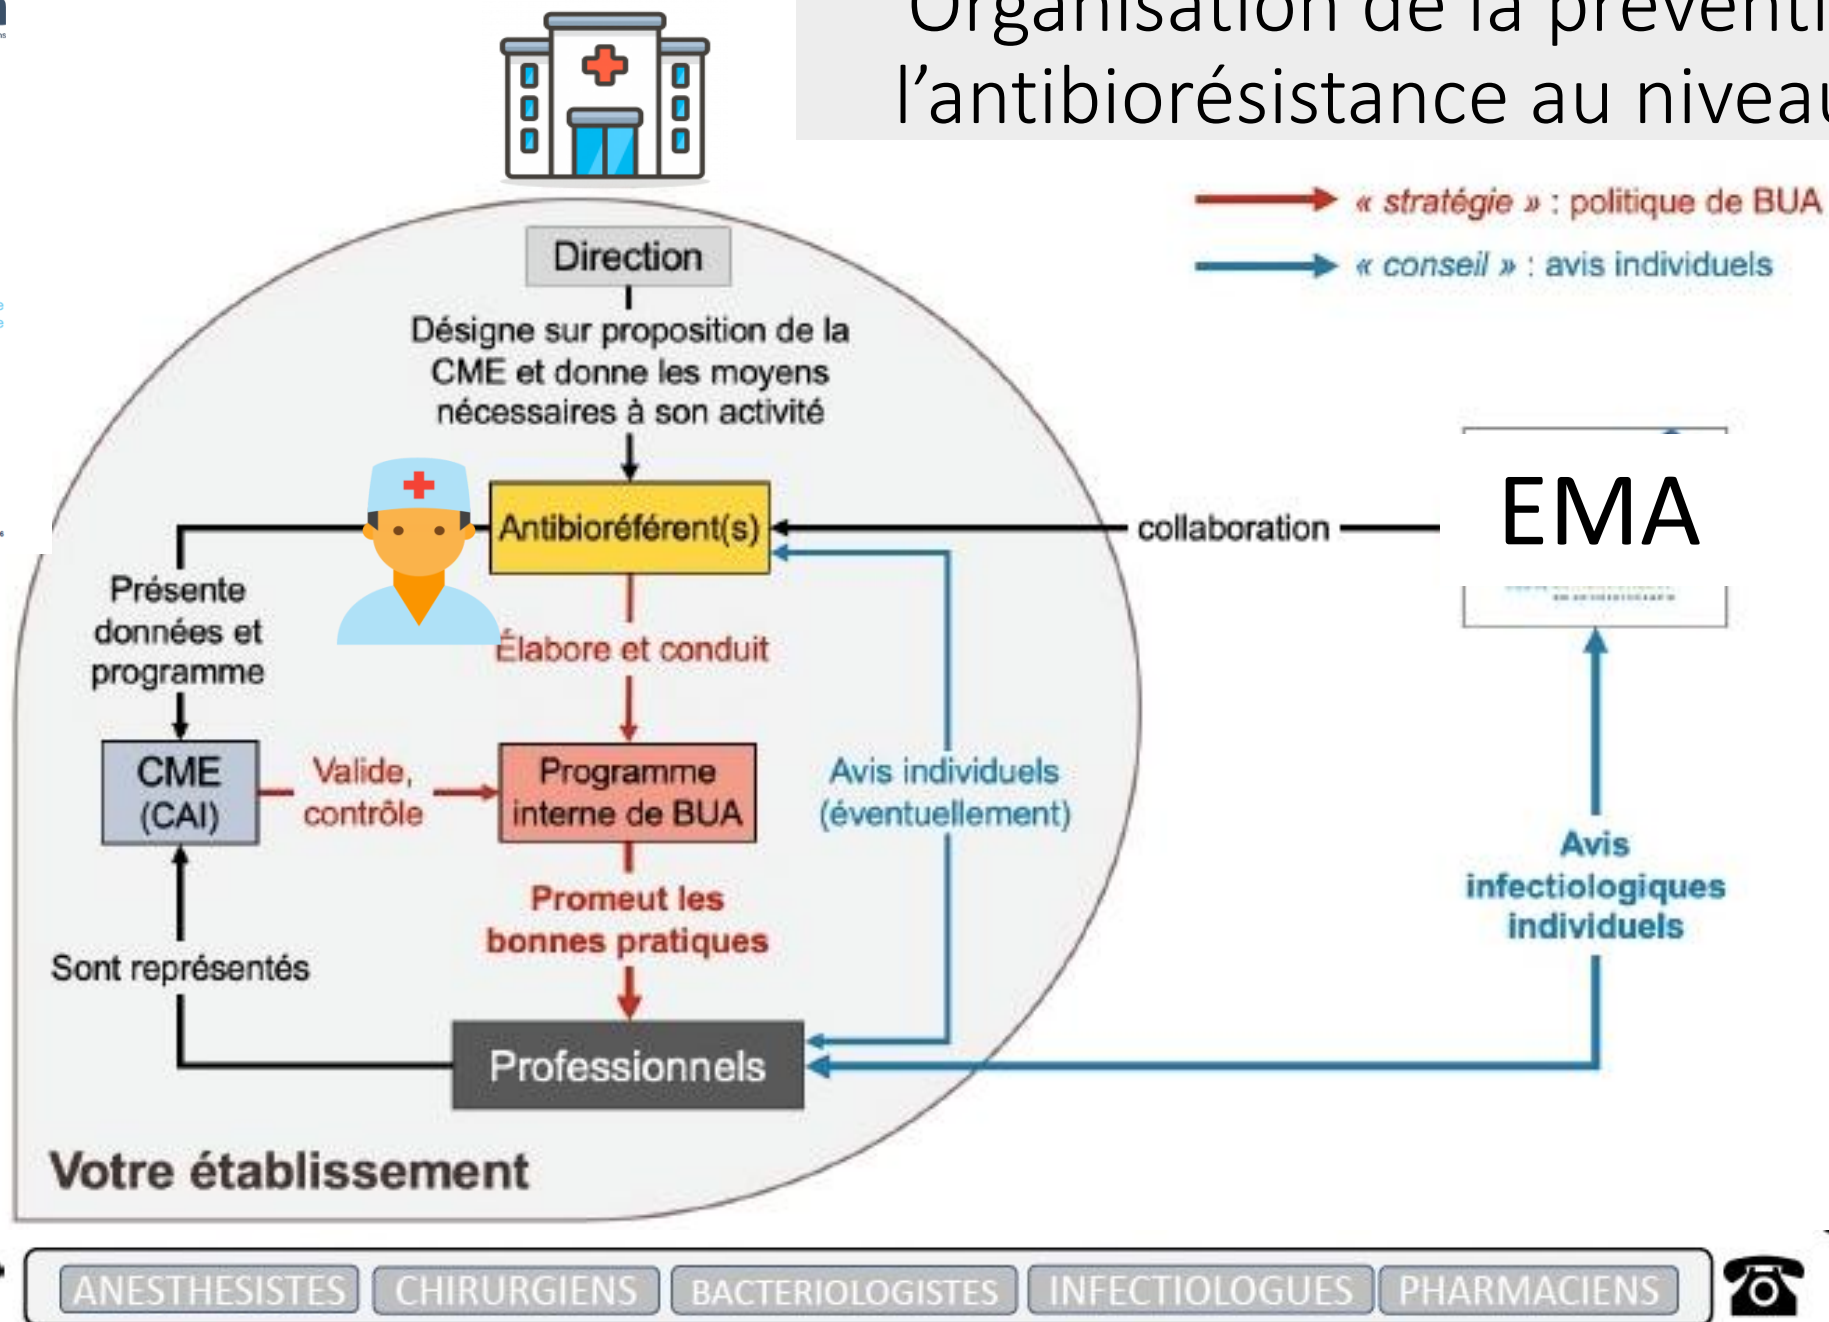 Organisation de la préventi
l’antibiorésistance au niveau
« stratégie » : politique de BUA
« conseil » : avis individuels
Direction
Désigne sur proposition de la
CME et donne les moyens
nécessaires à son activité
Antibioréférent(s)
collaboration
EMA
Présente
données et
programme
Élabore et conduit
CME
(CAI)
Valide,
contrôle
Programme
interne de BUA
Avis individuels
(éventuellement)
Promeut les
bonnes pratiques
Avis
infectiologiques
individuels
Sont représentés
Professionnels
Votre établissement
ANESTHESISTES CHIRURGIENS BACTERIOLOGISTES INFECTIOLOGUES PHARMACIENS